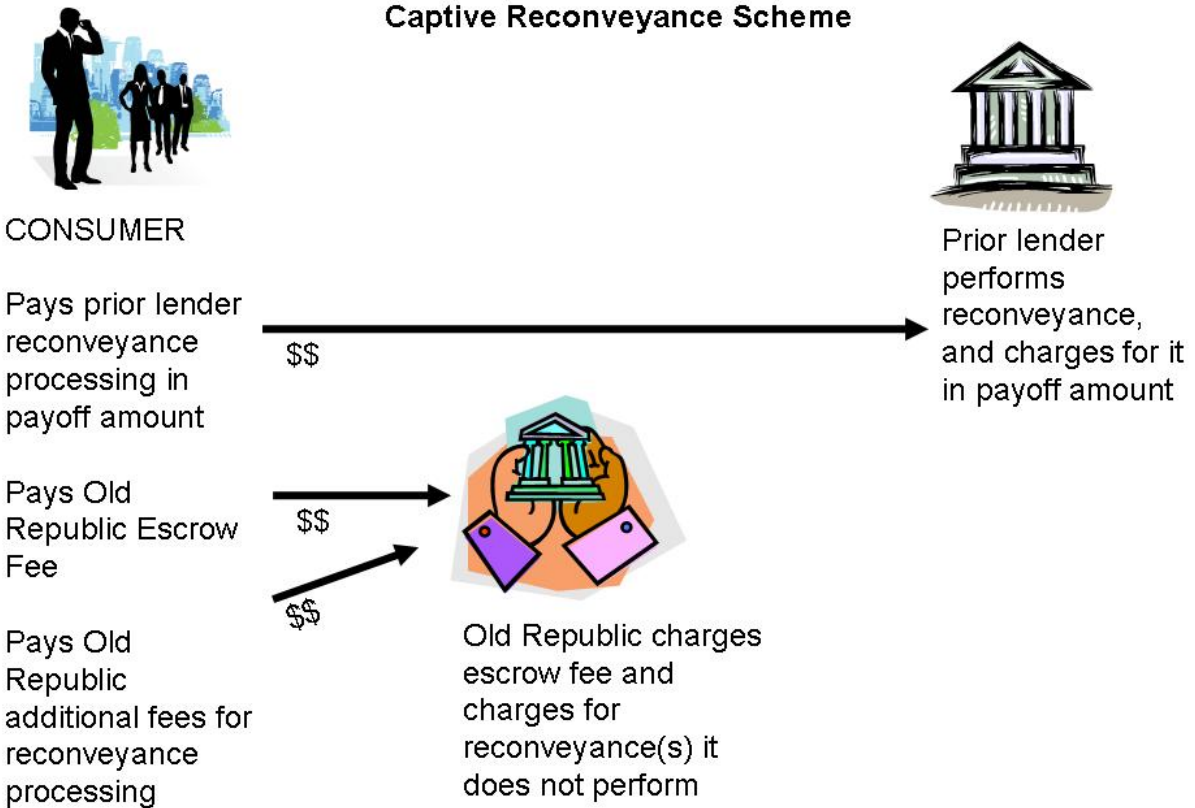 Captive Reconveyance Scheme
CONSUMER
Pays prior lender
reconveyance
processing in
payoff amount
$$
Prior lender
performs
reconveyance,
and charges for it
in payoff amount
Pays Old
Republic Escrow
Fee
$$
$$
Pays Old
Republic
additional fees for
reconveyance
processing
Old Republic charges
escrow fee and
charges for
reconveyance(s) it
does not perform